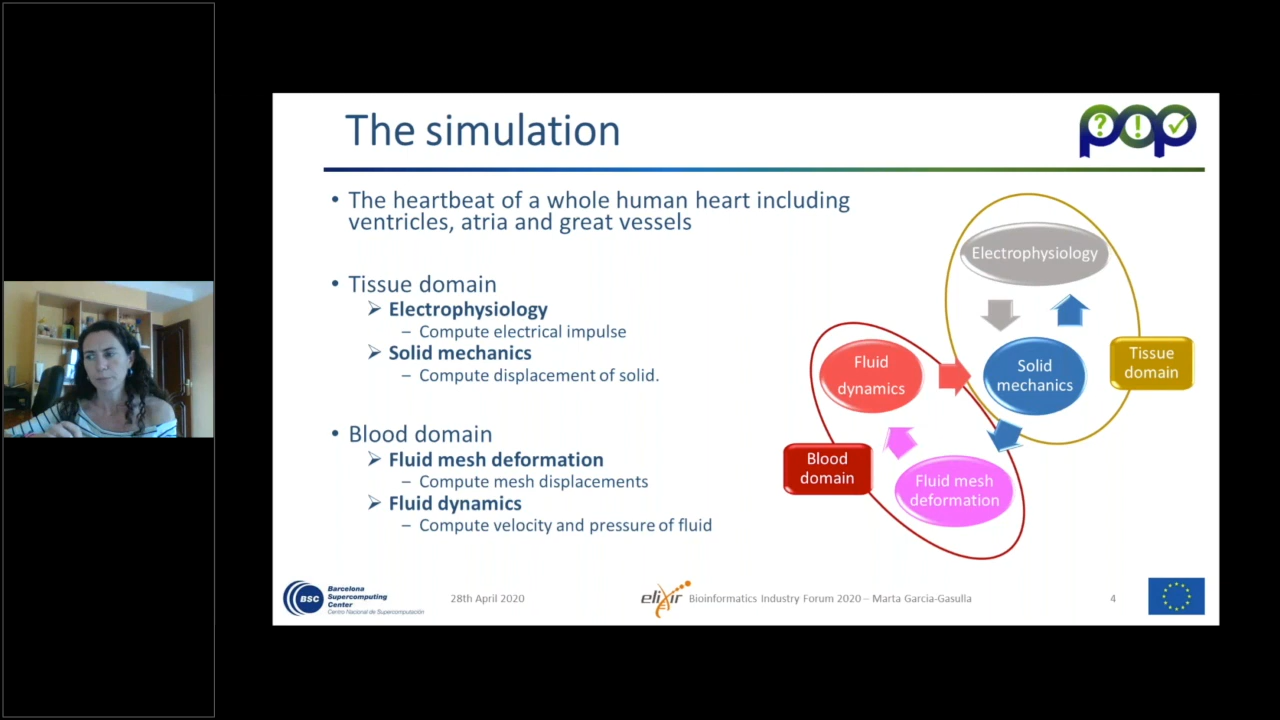 The simulation
pop
• The heartbeat of a whole human heart including
ventricles, atria and great vessels
• Tissue domain
➢ Electrophysiology
– Compute electrical impulse
➢ Solid mechanics
– Compute displacement of solid.
• Blood domain
➢ Fluid mesh deformation
– Compute mesh displacements
➢ Fluid dynamics
– Compute velocity and pressure of fluid
Electrophysiology
Fluid
dynamics
Solid
mechanics
Tissue
domain
Blood
domain
Fluid mesh
deformation
BSC
Barcelona
Supercomputing
Center
Centro Nacional de Supercomputación
28th April 2020
elixir
Bioinformatics Industry Forum 2020 – Marta Garcia-Gasulla
4